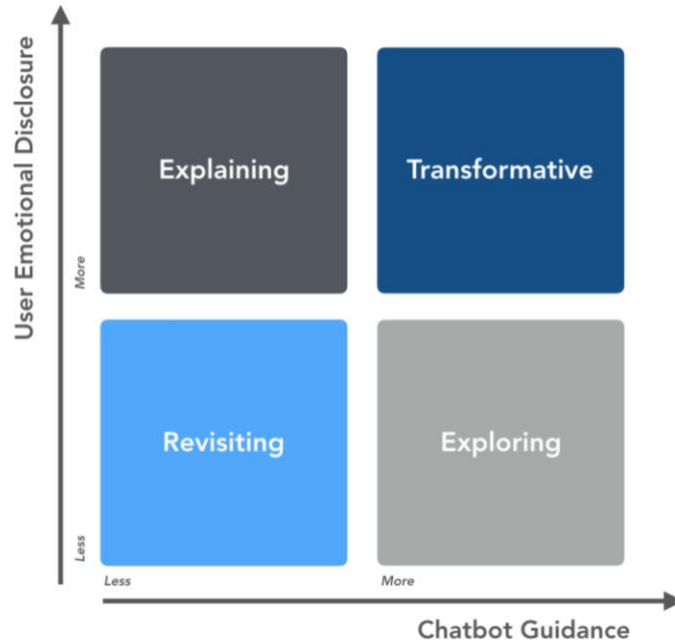 User Emotional Disclosure
More
Less
Explaining
Transformative
Revisiting
Exploring
Less
More
Chatbot Guidance